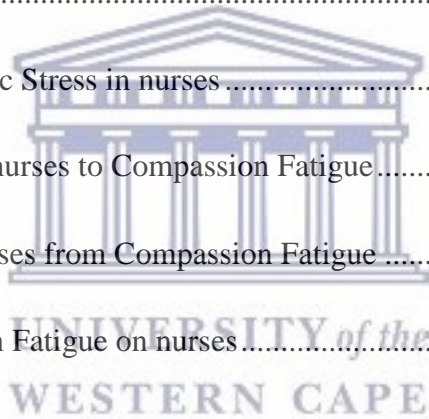 ..............................................................
c Stress in nurses ..............................
nurses to Compassion Fatigue .......
ses from Compassion Fatigue ......
n Fatigue on nurses ..........................
UNIVERSITY of the
WESTERN CAPE